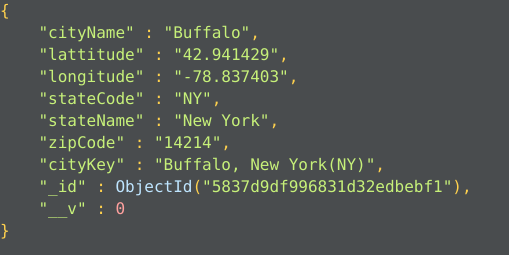 {
"cityName" : "Buffalo",
"lattitude" : "42.941429",
"longitude" : "-78.837403",
"stateCode" : "NY",
"stateName" : "New York",
"zipCode" : "14214",
"cityKey" : "Buffalo, New York(NY)",
"_id" : ObjectId("5837d9df996831d32edbebf1"),
"__v" : 0
}